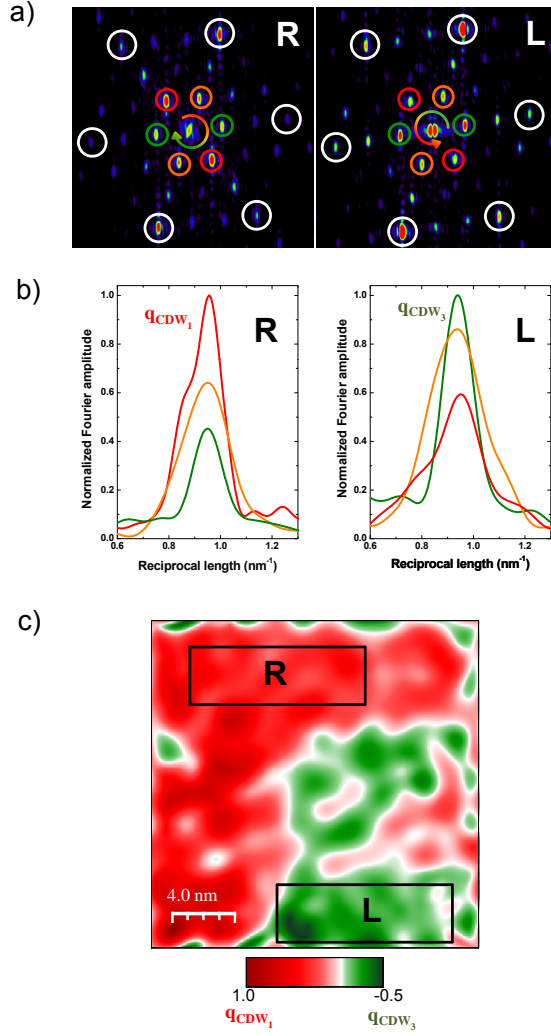 a)
R
L
b)
Normalized Fourier amplitude
1.0
0.8
0.6
0.4
0.2
0.6
0.8
1.0
1.2
Reciprocal length (nm⁻¹)
qCDW₁
R
Normalized Fourier amplitude
1.0
0.8
0.6
0.4
0.2
0.0
0.6
0.8
1.0
1.2
Reciprocal length (nm⁻¹)
qCDW₃
L
c)
R
4.0 nm
L
1.0
-0.5
qCDW₁
qCDW₃